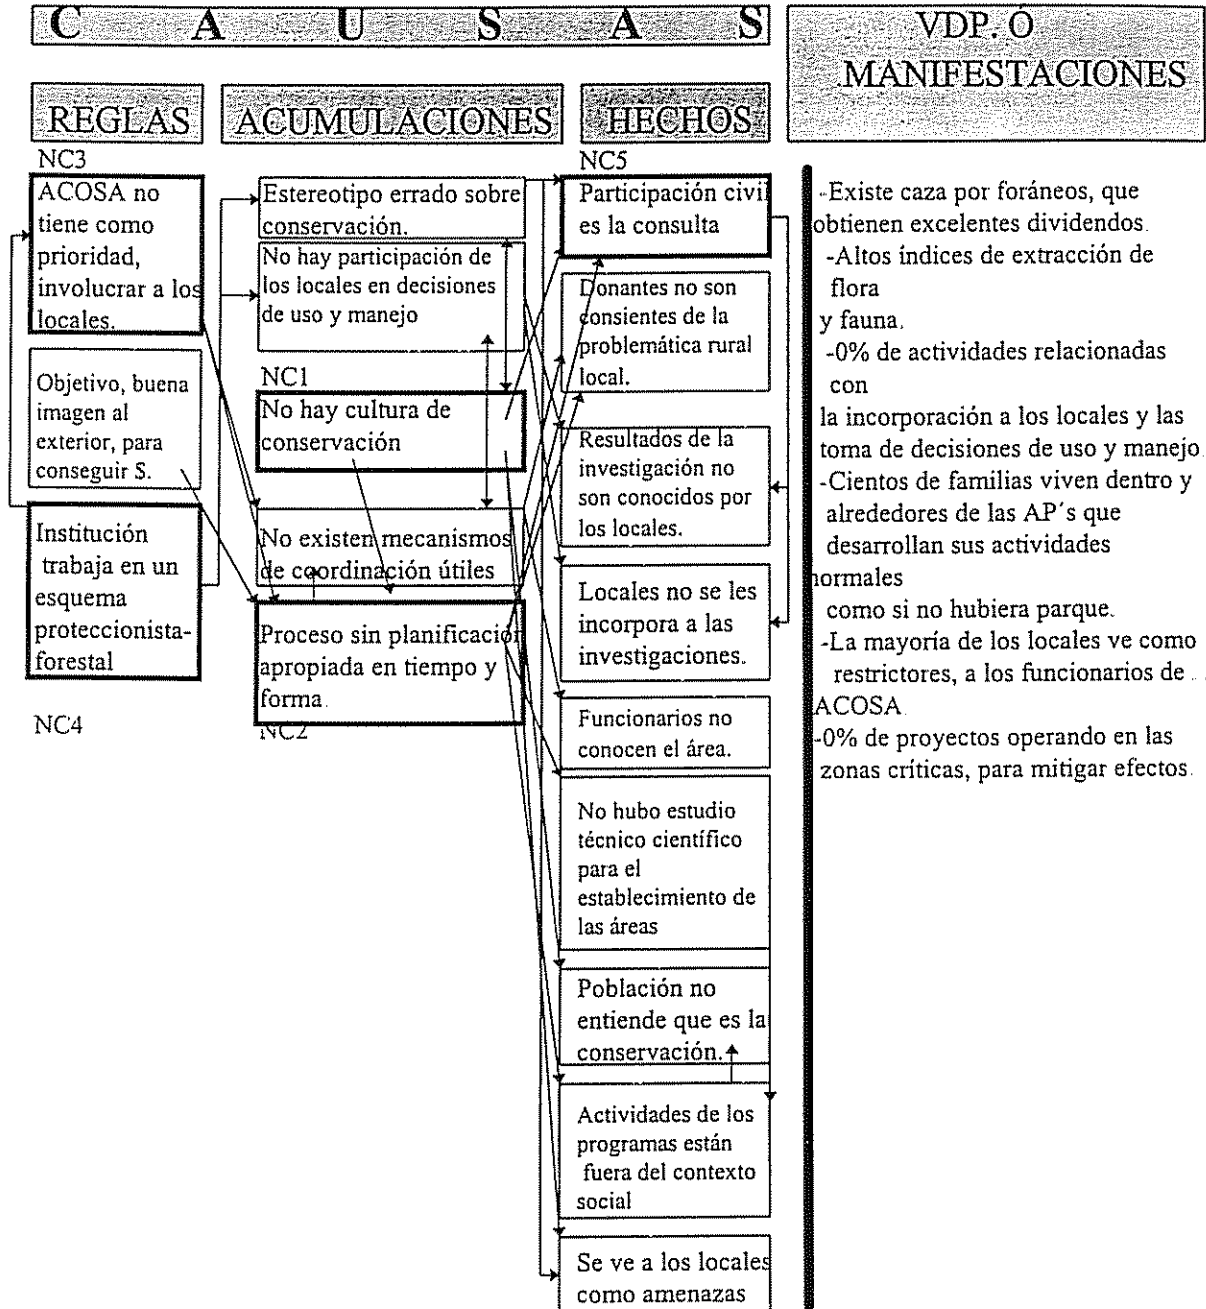 C A U S A S
VDP. Ó
MANIFESTACIONES
REGLAS
ACUMULACIONES
HECHOS
NC3
ACOSA no
tiene como
prioridad,
involucrar a los
locales.
Objetivo, buena
imagen al
exterior, para
conseguir $.
Institución
trabaja en un
esquema
proteccionista-
forestal
NC4
Estereotipo errado sobre
conservación.
No hay participación de
los locales en decisiones
de uso y manejo
NC1
No hay cultura de
conservación
No existen mecanismos
de coordinación útiles
Proceso sin planificación
apropiada en tiempo y
forma.
NC2
NC5
Participación civil
es la consulta
Donantes no son
consientes de la
problemática rural
local.
Resultados de la
investigación no
son conocidos por
los locales.
Locales no se les
incorpora a las
investigaciones.
Funcionarios no
conocen el área.
No hubo estudio
técnico científico
para el
establecimiento de
las áreas
Población no
entiende que es la
conservación.
Actividades de los
programas están
fuera del contexto
social
Se ve a los locales
como amenazas
-Existe caza por foráneos, que
obtienen excelentes dividendos.
-Altos índices de extracción de
flora
y fauna.
-0% de actividades relacionadas
con
la incorporación a los locales y las
toma de decisiones de uso y manejo.
-Cientos de familias viven dentro y
alrededores de las AP´s que
desarrollan sus actividades
normales
como si no hubiera parque.
-La mayoría de los locales ve como
restrictores, a los funcionarios de
ACOSA.
-0% de proyectos operando en las
zonas críticas, para mitigar efectos.